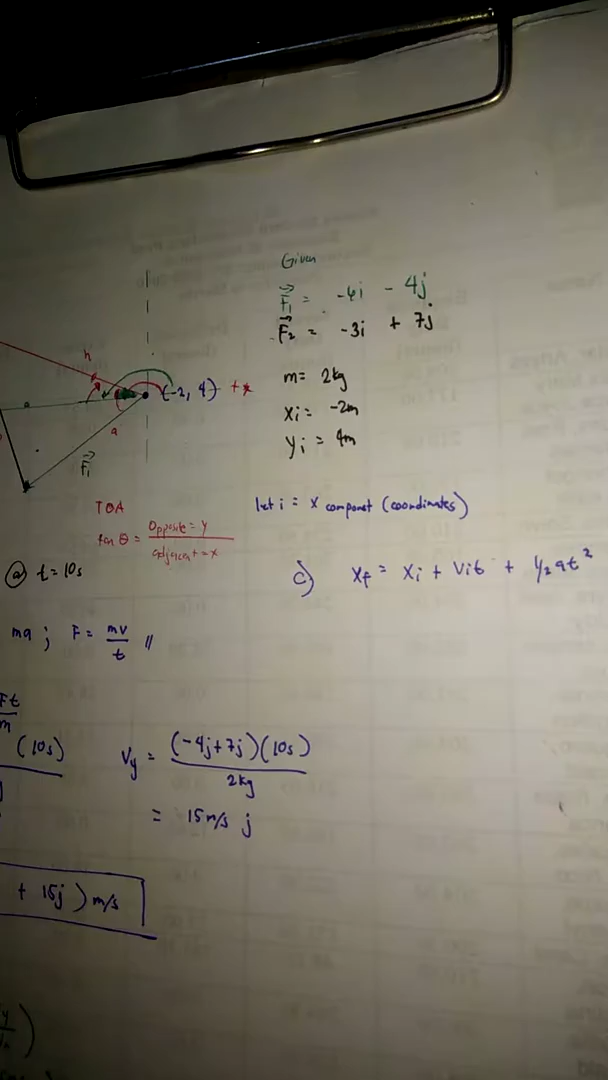 Given
F₁ = -6i - 4j
F₂ = -3i + 7j
h
(-2, 4) + x
m = 2kg
a
xi = -2m
a
yi = 4m
F₁
let i = x componet (coordinates)
TOA
tan θ = opposite = y / adjacent = x
@ t = 10s
c) xf = xi + vit + 1/2at²
ma ; F = mv/t //
Ft/m
(10s)
Vy = (-4j+7j)(10s) / 2kg
= 15m/s j
+ 15j ) m/s